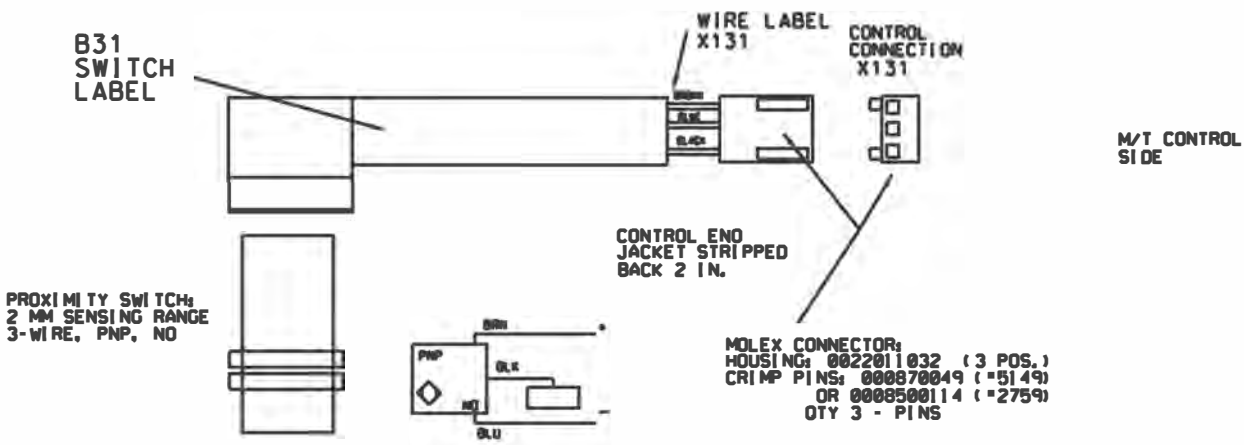 B31
SWITCH
LABEL
WIRE LABEL
X131
CONTROL
CONNECTION
X131
BROWN
BLUE
BLACK
M/T CONTROL
SIDE
CONTROL END
JACKET STRIPPED
BACK 2 IN.
PROXIMITY SWITCH:
2 MM SENSING RANGE
3-WIRE, PNP, NO
PNP
BRN
+
BLK
NO
−
BLU
MOLEX CONNECTOR:
HOUSING: 0022011032 (3 POS.)
CRIMP PINS: 000870049 (*5149)
OR 0008500114 (*2759)
QTY 3 - PINS